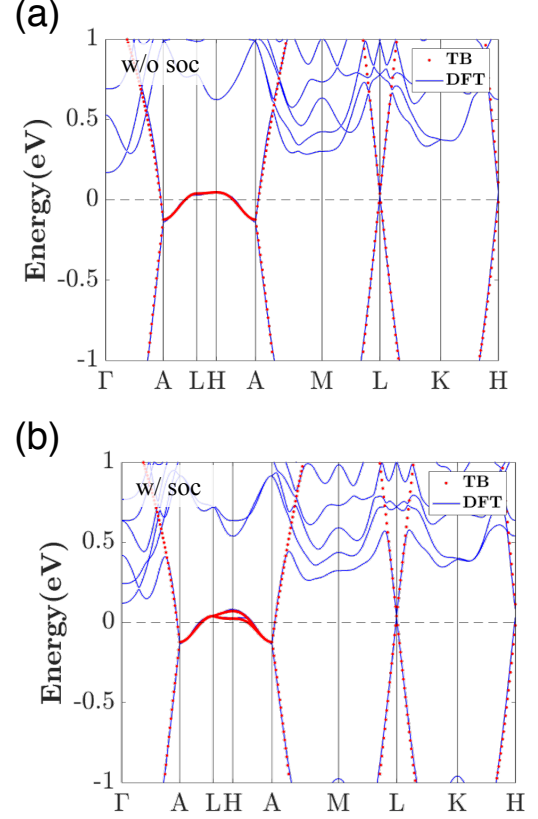 (a)
1
w/o soc
TB
DFT
0.5
0
-0.5
-1
Energy(eV)
Γ A L H A M L K H
(b)
1
w/ soc
TB
DFT
0.5
0
-0.5
-1
Energy(eV)
Γ A L H A M L K H